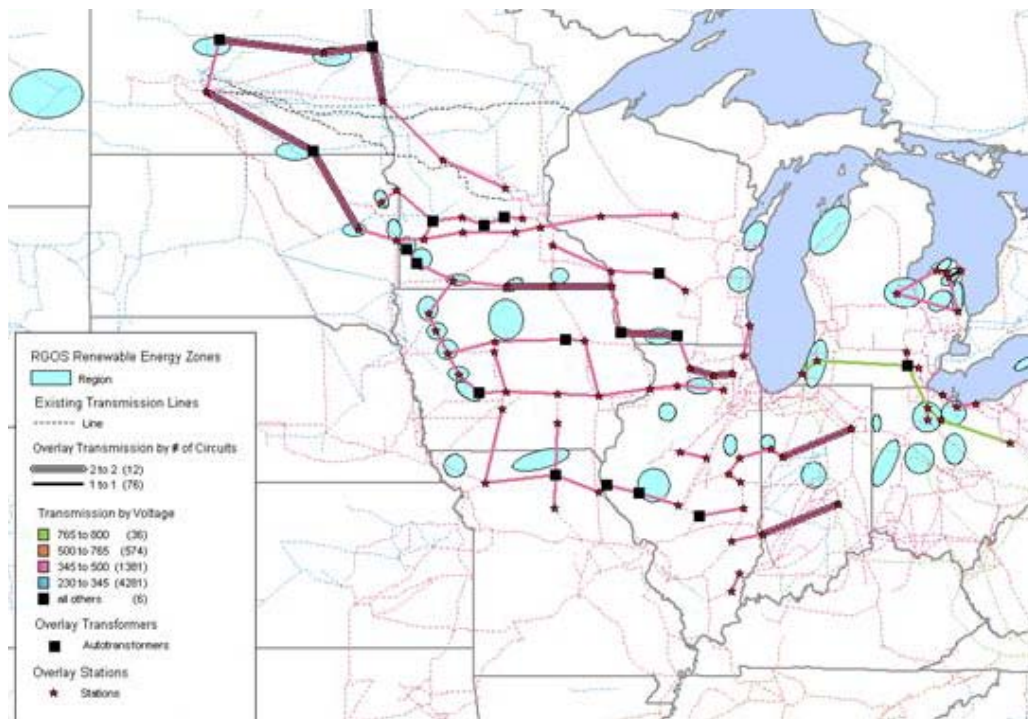 RGOS Renewable Energy Zones
Region
Existing Transmission Lines
Line
Overlay Transmission by # of Circuits
2 to 2 (12)
1 to 1 (76)
Transmission by Voltage
765 to 800 (36)
500 to 765 (574)
345 to 500 (1381)
230 to 345 (4281)
all others (6)
Overlay Transformers
Autotransformers
Overlay Stations
Stations